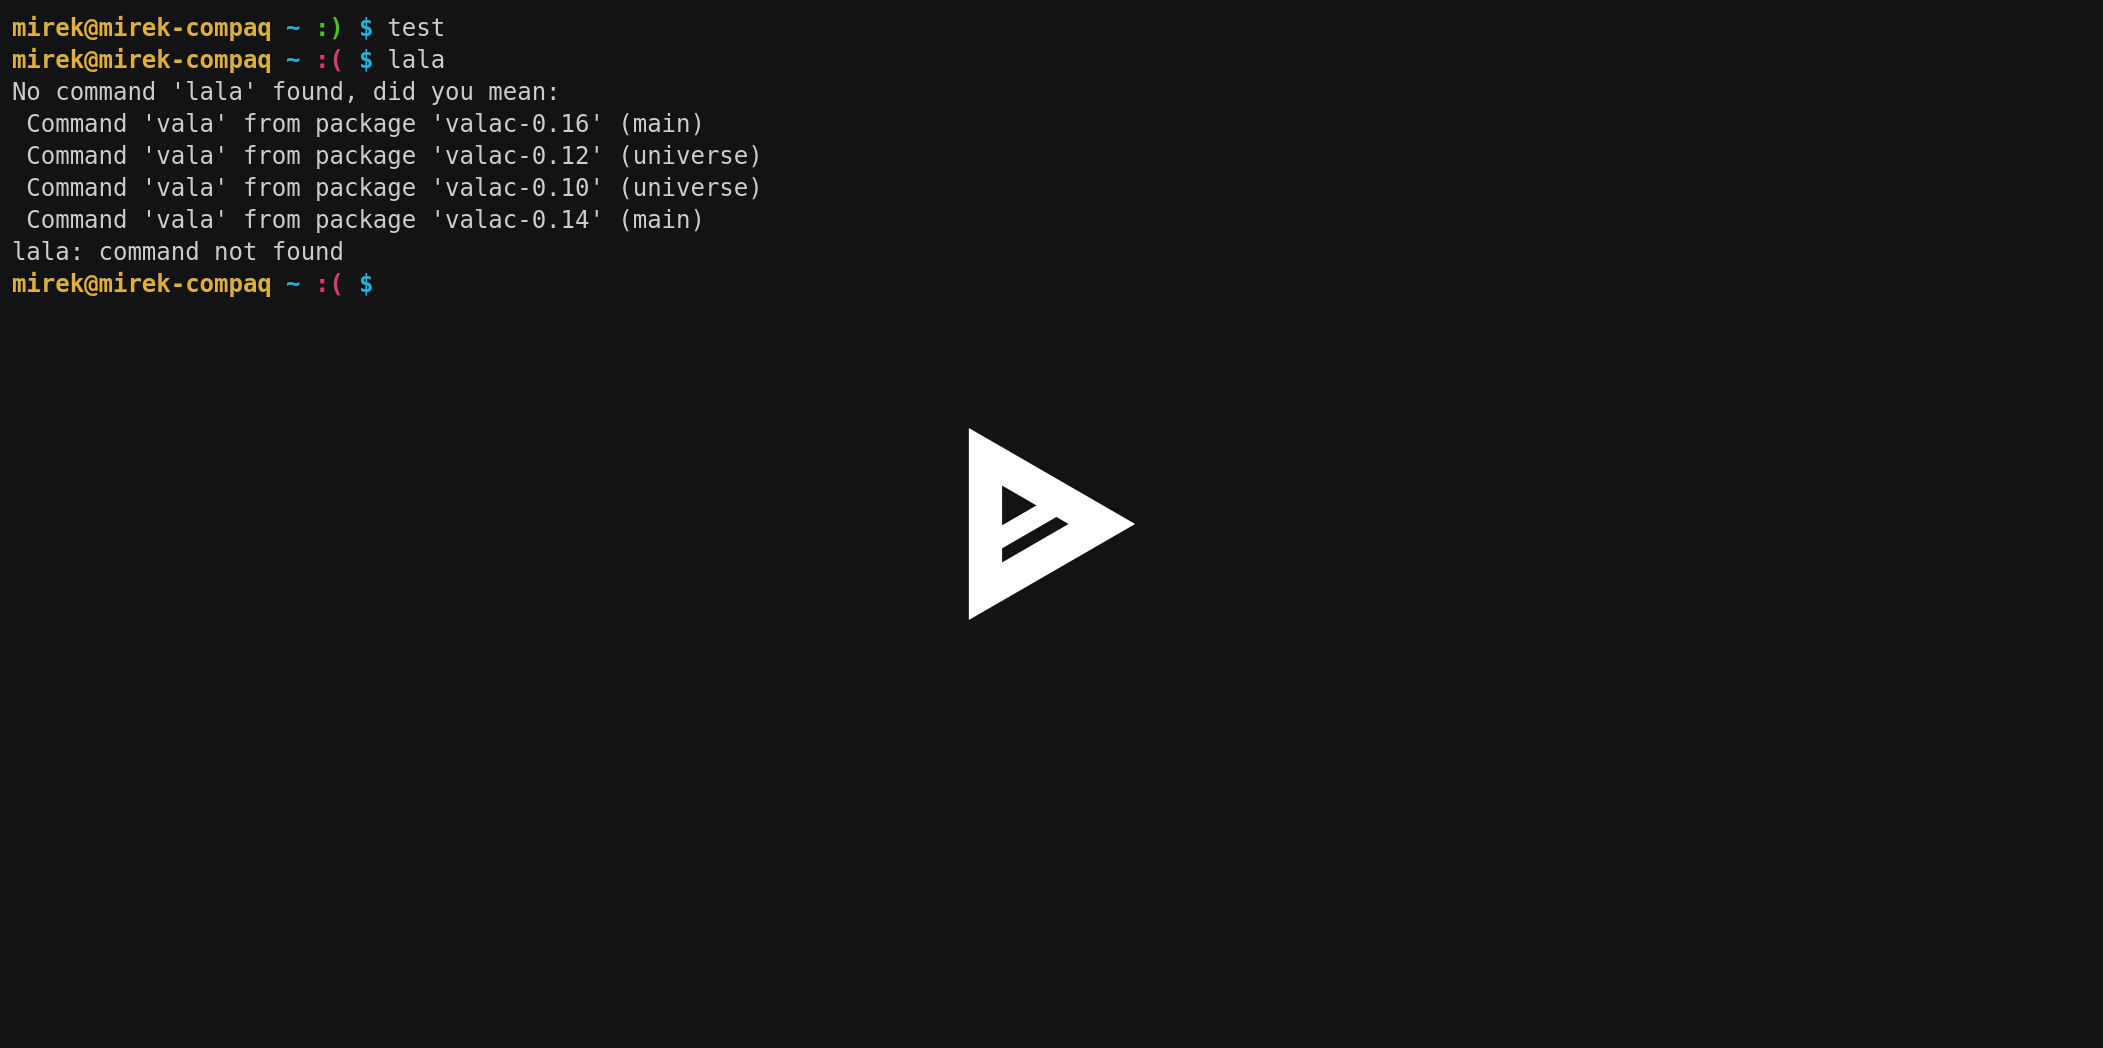 mirek@mirek-compaq ~ :) $ test
mirek@mirek-compaq ~ :( $ lala
No command 'lala' found, did you mean:
 Command 'vala' from package 'valac-0.16' (main)
 Command 'vala' from package 'valac-0.12' (universe)
 Command 'vala' from package 'valac-0.10' (universe)
 Command 'vala' from package 'valac-0.14' (main)
lala: command not found
mirek@mirek-compaq ~ :( $